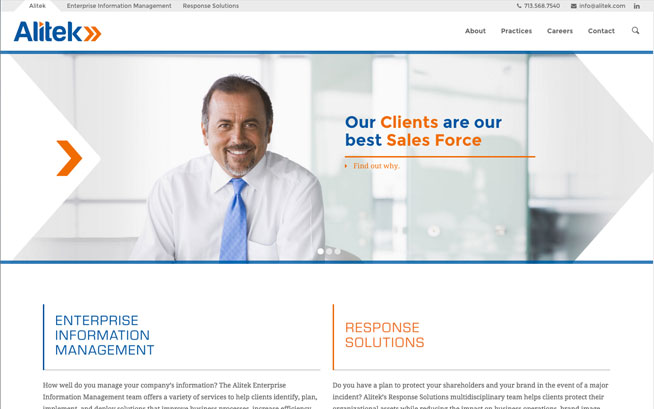 Alitek
Enterprise Information Management
Response Solutions
713.568.7540
info@alitek.com
in
Alitek
About
Practices
Careers
Contact
Our Clients are our
best Sales Force
Find out why.
ENTERPRISE
INFORMATION
MANAGEMENT
RESPONSE
SOLUTIONS
How well do you manage your company's information? The Alitek Enterprise
Information Management team offers a variety of services to help clients identify, plan,
implement, and deploy solutions that improve business processes, increase efficiency,
Do you have a plan to protect your shareholders and your brand in the event of a major
incident? Alitek's Response Solutions multidisciplinary team helps clients protect their
organizational assets while reducing the impact on business operations, brand image,